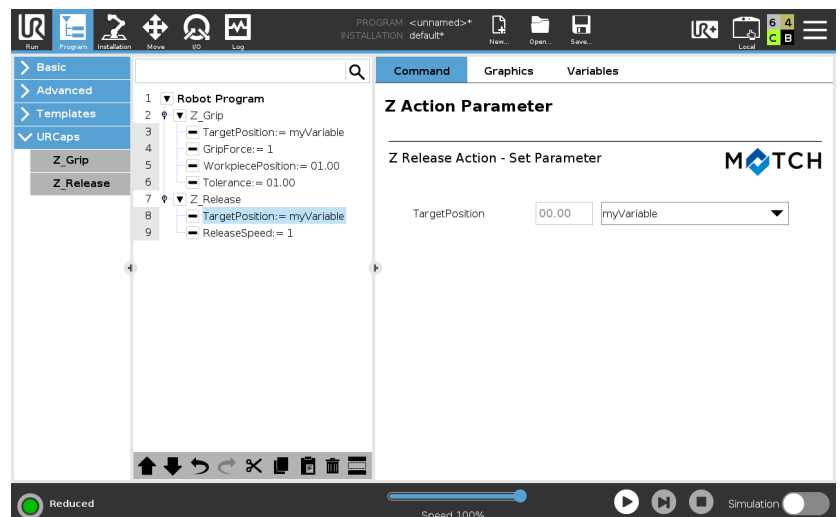 PROGRAM <unnamed>*
INSTALLATION default*
Run Program Installation Move I/O Log New... Open... Save... Local
UR+
6 4
C B
Basic
Advanced
Templates
URCaps
Z_Grip
Z_Release
1 Robot Program
2 Z_Grip
3 TargetPosition:= myVariable
4 GripForce:= 1
5 WorkpiecePosition:= 01.00
6 Tolerance:= 01.00
7 Z_Release
8 TargetPosition:= myVariable
9 ReleaseSpeed:= 1
Command Graphics Variables
Z Action Parameter
Z Release Action - Set Parameter
MATCH
TargetPosition 00.00 myVariable
Reduced
Speed 100%
Simulation